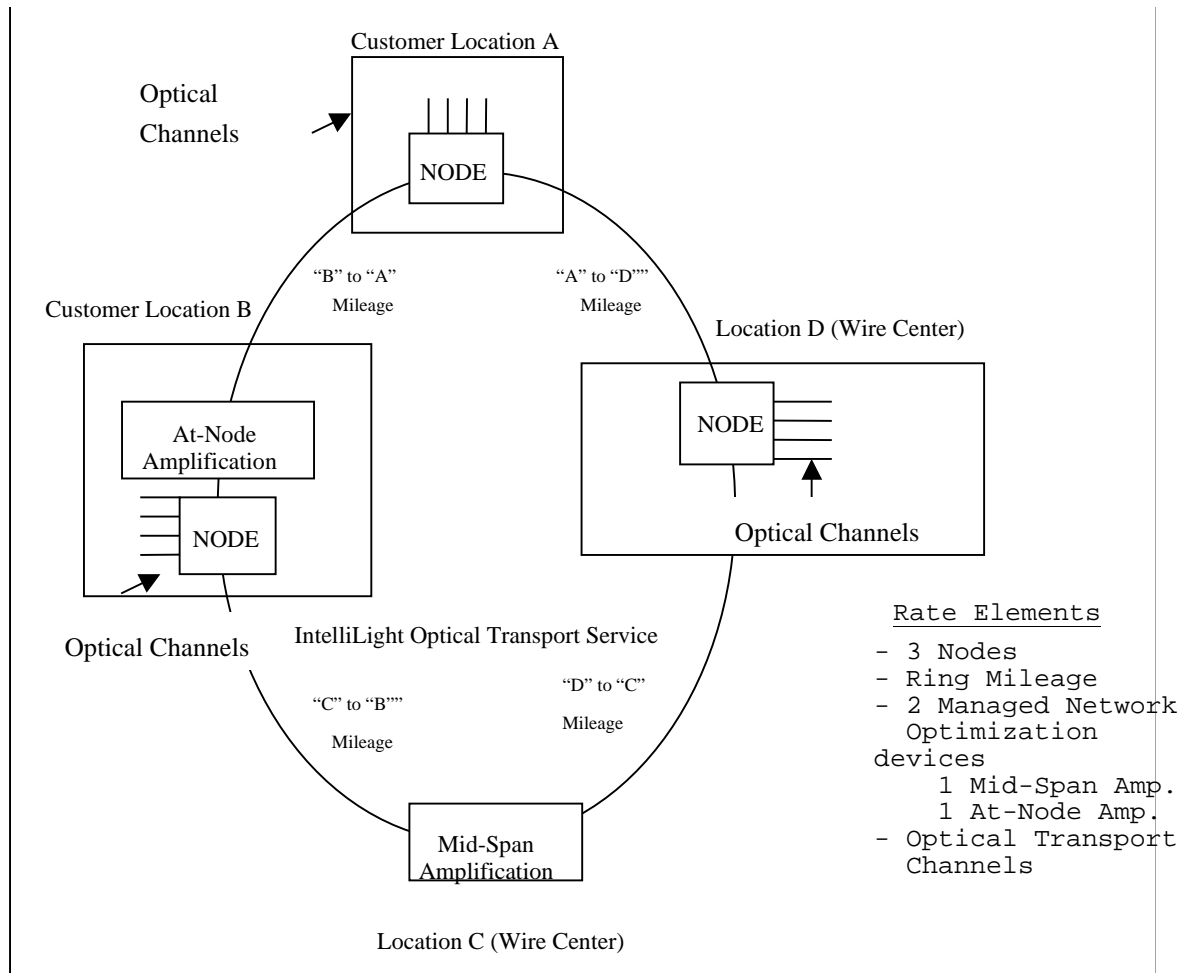 Customer Location A
Optical
Channels
NODE
“B” to “A”
Mileage
“A” to “D””
Mileage
Customer Location B
Location D (Wire Center)
At-Node
Amplification
NODE
NODE
Optical Channels
Optical Channels
IntelliLight Optical Transport Service
“C” to “B””
Mileage
“D” to “C”
Mileage
Mid-Span
Amplification
Location C (Wire Center)
Rate Elements
- 3 Nodes
- Ring Mileage
- 2 Managed Network
Optimization
devices
1 Mid-Span Amp.
1 At-Node Amp.
- Optical Transport
Channels